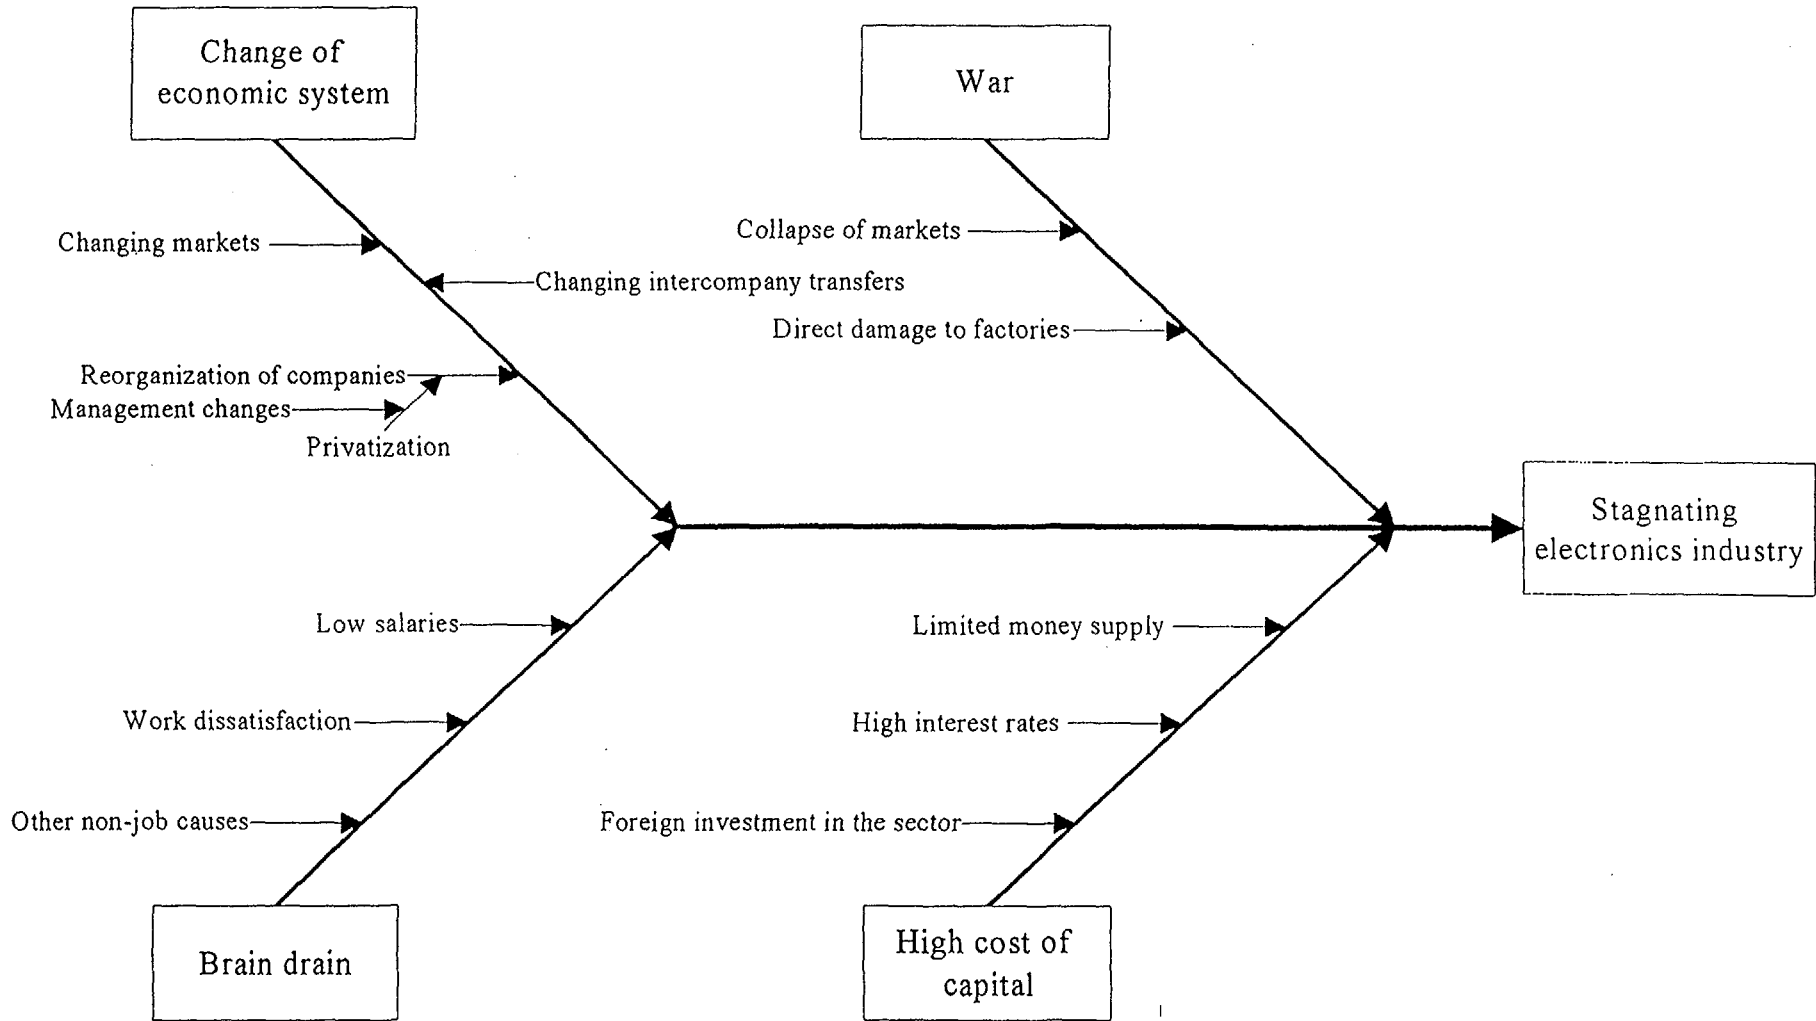 Change of
economic system
War
Changing markets
Collapse of markets
Changing intercompany transfers
Direct damage to factories
Reorganization of companies
Management changes
Privatization
Stagnating
electronics industry
Low salaries
Limited money supply
Work dissatisfaction
High interest rates
Other non-job causes
Foreign investment in the sector
Brain drain
High cost of
capital